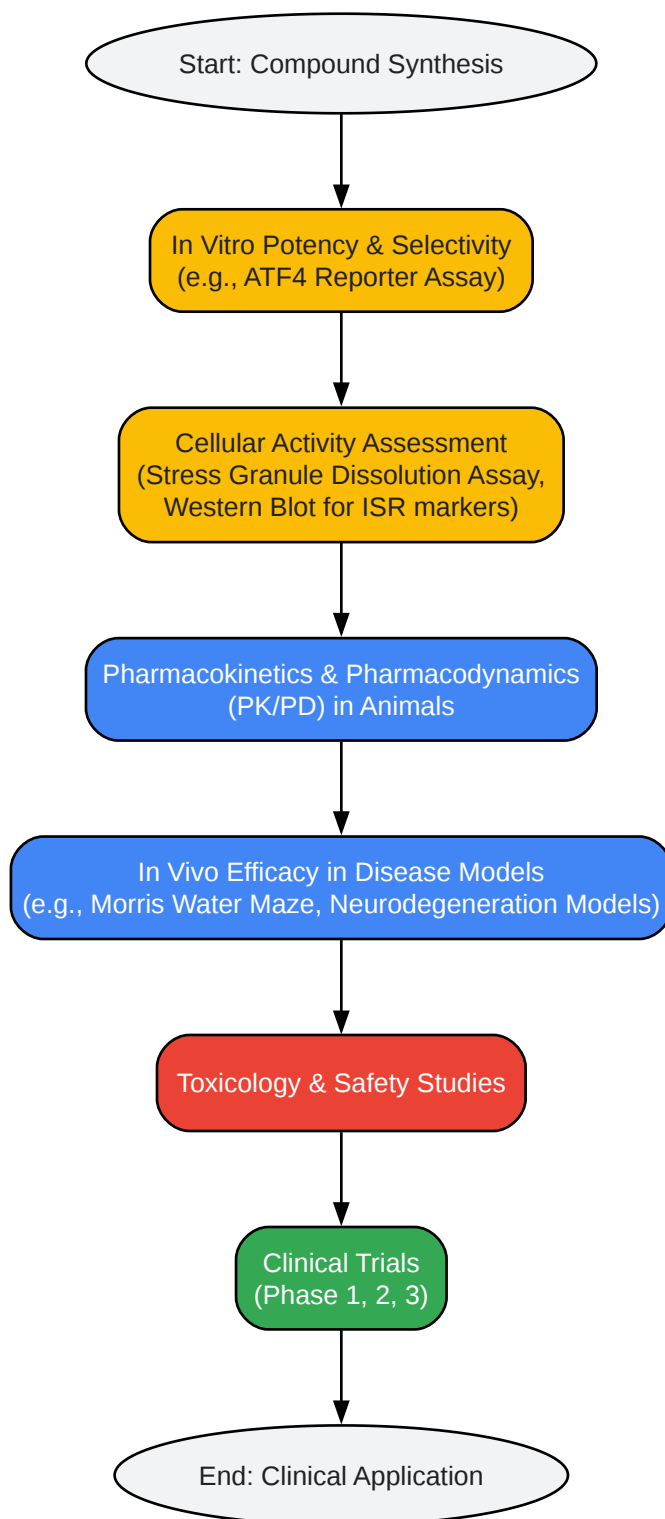 Start: Compound Synthesis
In Vitro Potency & Selectivity
(e.g., ATF4 Reporter Assay)
Cellular Activity Assessment
(Stress Granule Dissolution Assay,
Western Blot for ISR markers)
Pharmacokinetics & Pharmacodynamics
(PK/PD) in Animals
In Vivo Efficacy in Disease Models
(e.g., Morris Water Maze, Neurodegeneration Models)
Toxicology & Safety Studies
Clinical Trials
(Phase 1, 2, 3)
End: Clinical Application